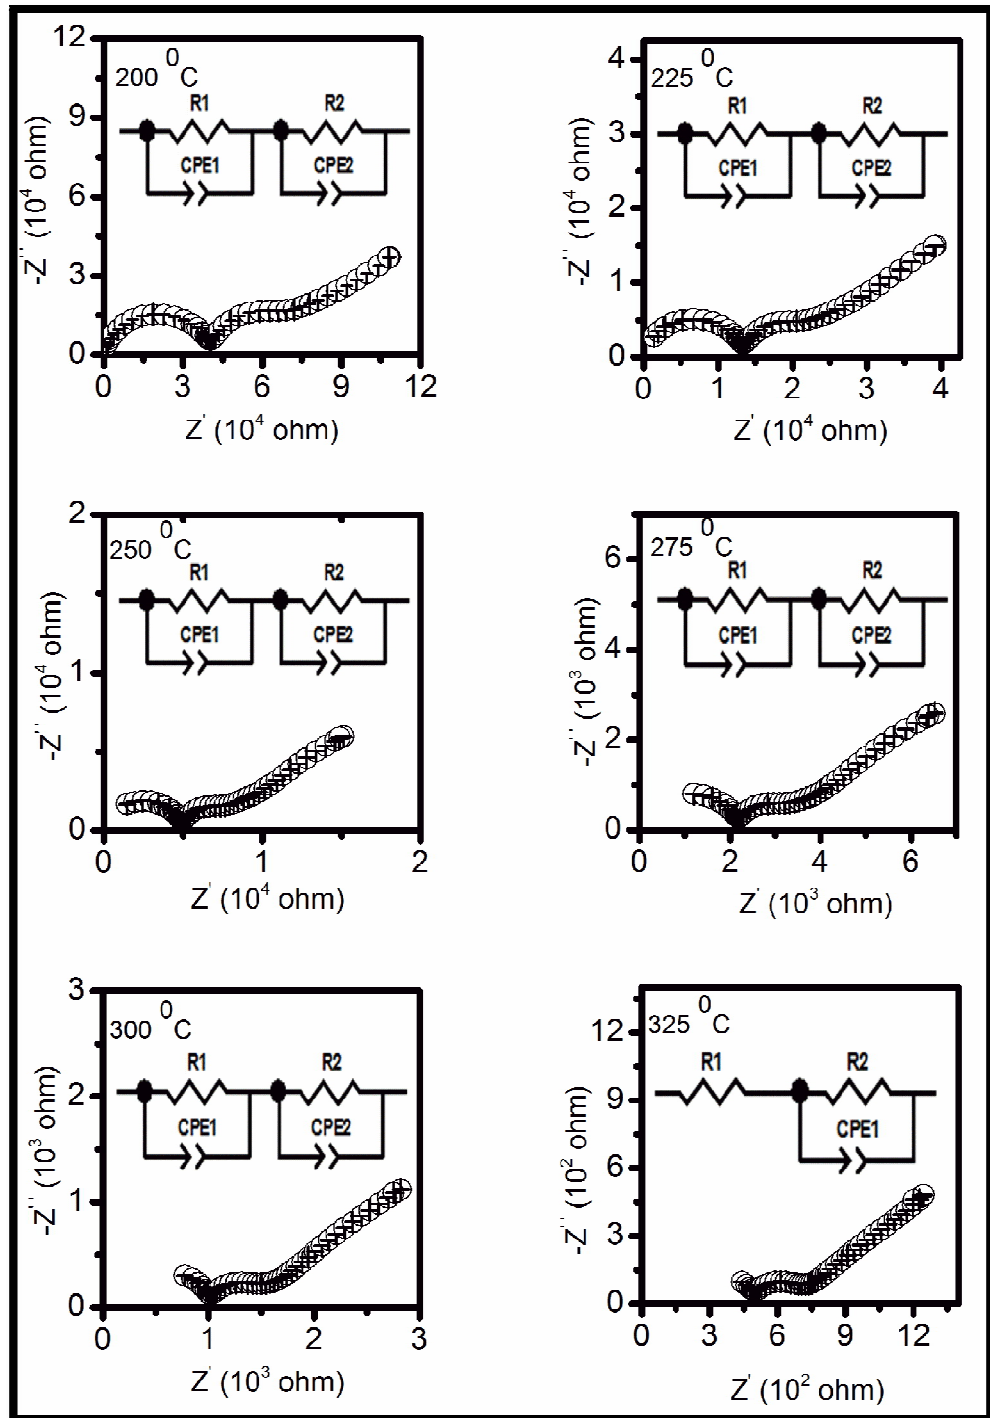 200 ⁰C
R1 R2
CPE1 CPE2
12
9
6
3
0
0 3 6 9 12
-Z'' (10⁴ ohm)
Z' (10⁴ ohm)
225 ⁰C
R1 R2
CPE1 CPE2
4
3
2
1
0
0 1 2 3 4
-Z'' (10⁴ ohm)
Z' (10⁴ ohm)
250 ⁰C
R1 R2
CPE1 CPE2
2
1
0
0 1 2
-Z'' (10⁴ ohm)
Z' (10⁴ ohm)
275 ⁰C
R1 R2
CPE1 CPE2
6
4
2
0
0 2 4 6
-Z'' (10³ ohm)
Z' (10³ ohm)
300 ⁰C
R1 R2
CPE1 CPE2
3
2
1
0
0 1 2 3
-Z'' (10³ ohm)
Z' (10³ ohm)
325 ⁰C
R1 R2
CPE1
12
9
6
3
0
0 3 6 9 12
-Z'' (10² ohm)
Z' (10² ohm)